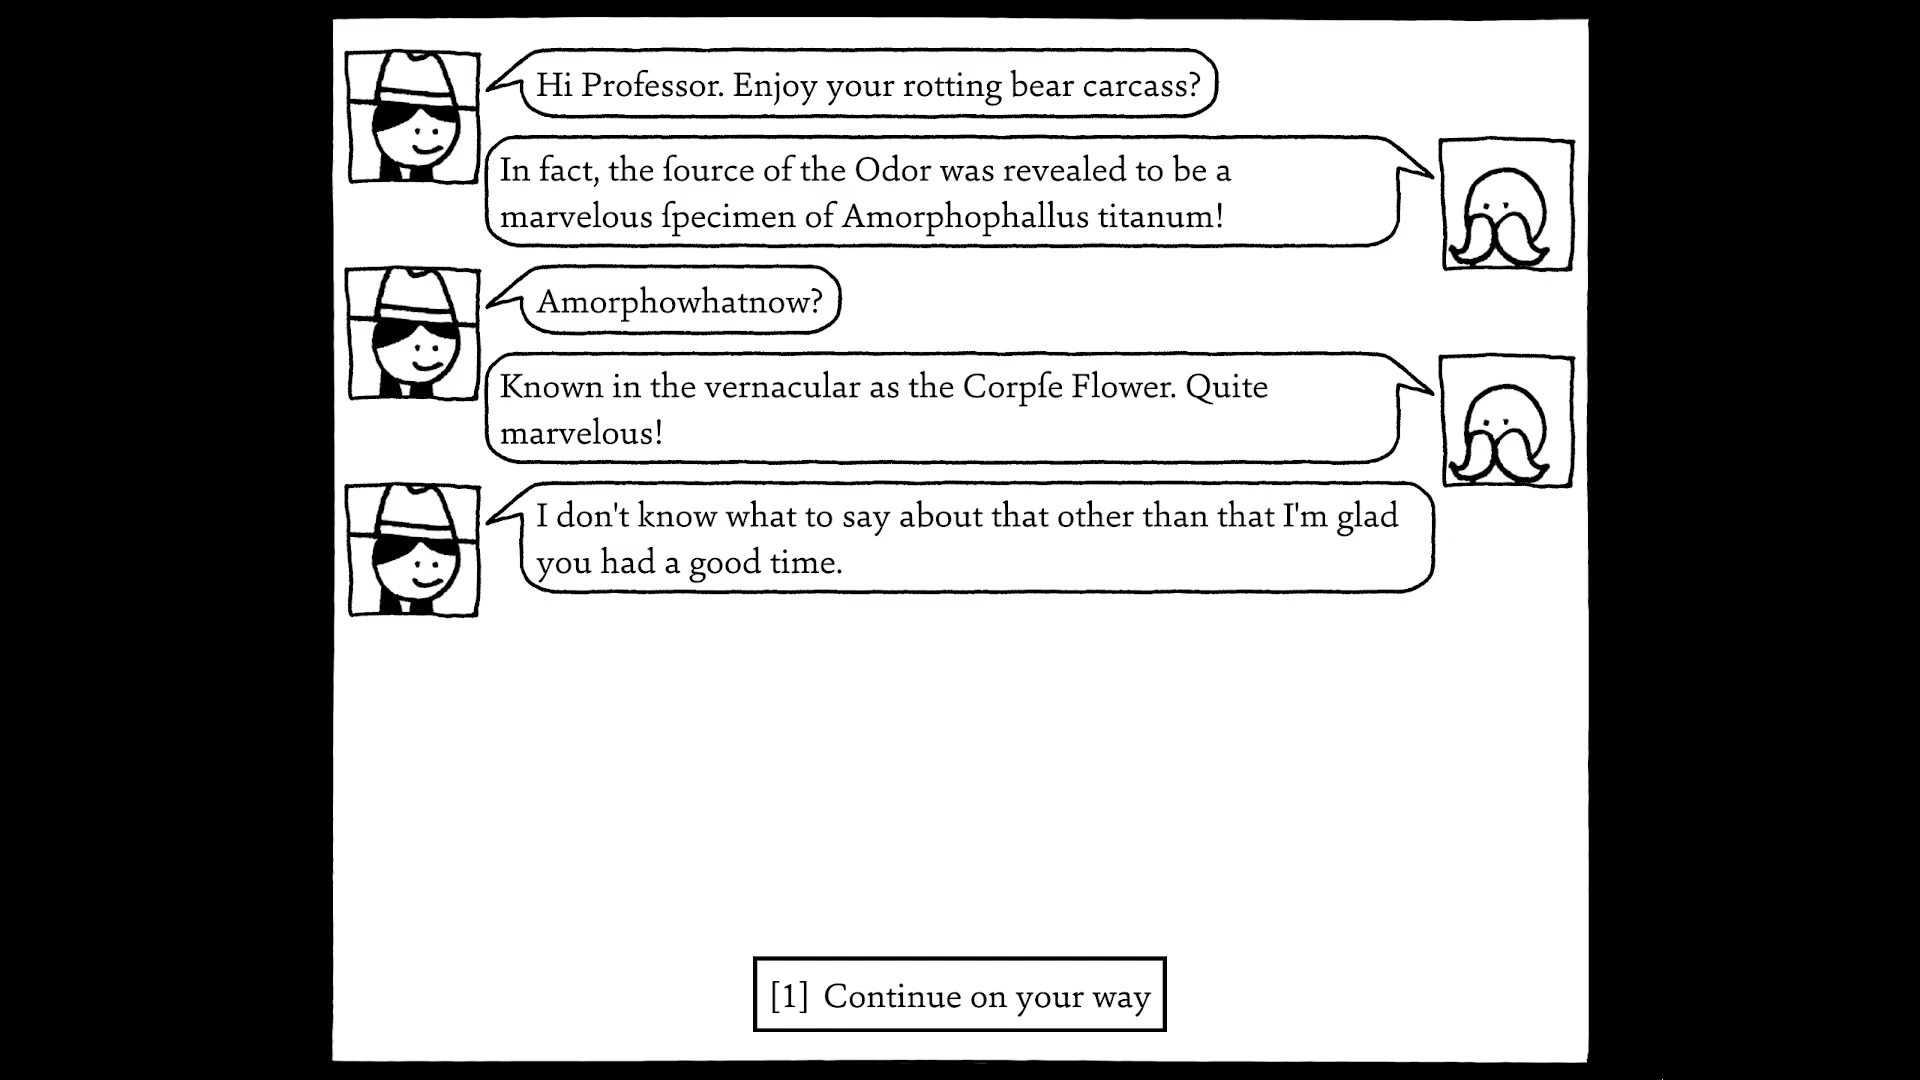 Hi Professor. Enjoy your rotting bear carcass?
In fact, the ſource of the Odor was revealed to be a
marvelous ſpecimen of Amorphophallus titanum!
Amorphowhatnow?
Known in the vernacular as the Corpſe Flower. Quite
marvelous!
I don't know what to say about that other than that I'm glad
you had a good time.
[1] Continue on your way